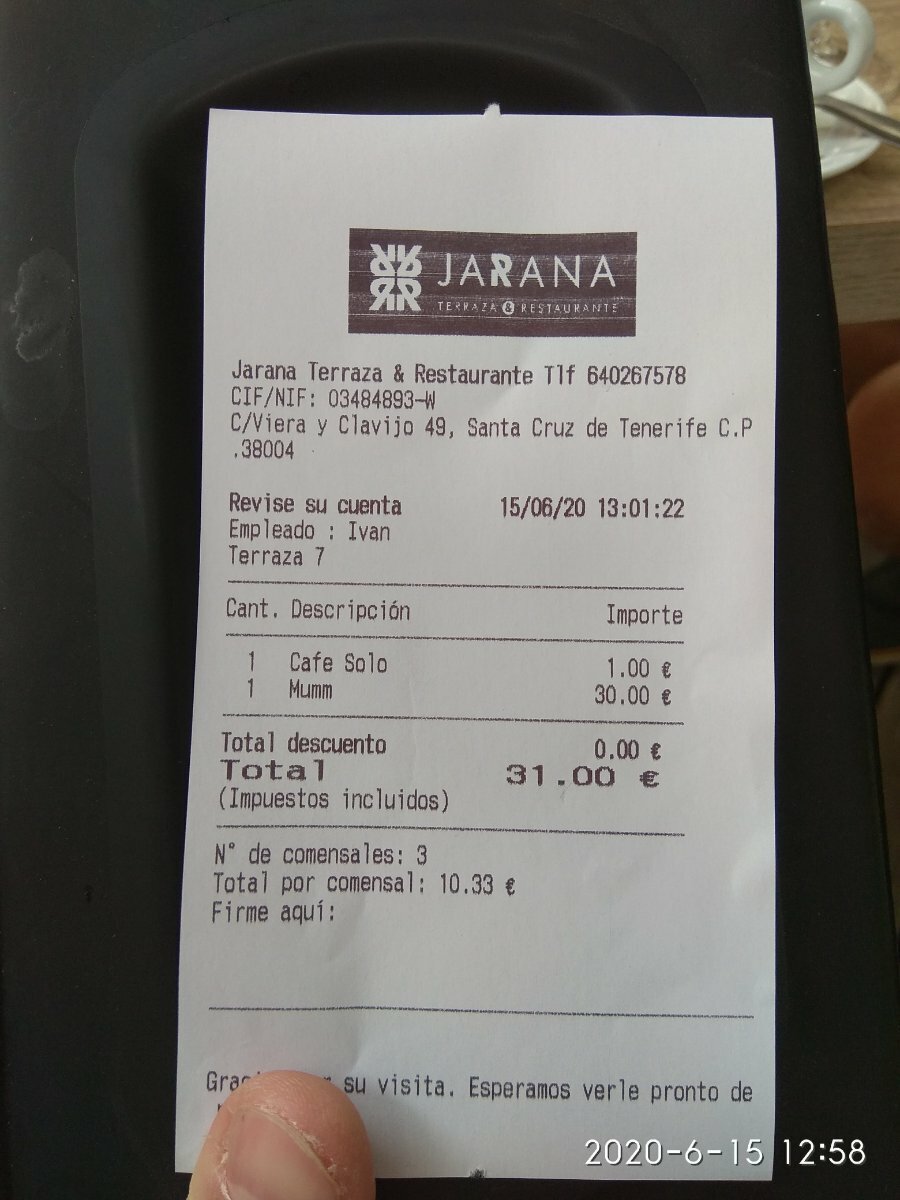 JARANA
TERRAZA & RESTAURANTE
Jarana Terraza & Restaurante Tlf 640267578
CIF/NIF: 03484893-W
C/Viera y Clavijo 49, Santa Cruz de Tenerife C.P
.38004
Revise su cuenta 15/06/20 13:01:22
Empleado : Ivan
Terraza 7
Cant. Descripción Importe
1 Cafe Solo 1.00 €
1 Mumm 30.00 €
Total descuento 0.00 €
Total 31.00 €
(Impuestos incluidos)
N° de comensales: 3
Total por comensal: 10.33 €
Firme aquí:
su visita. Esperamos verle pronto de
2020-6-15 12:58